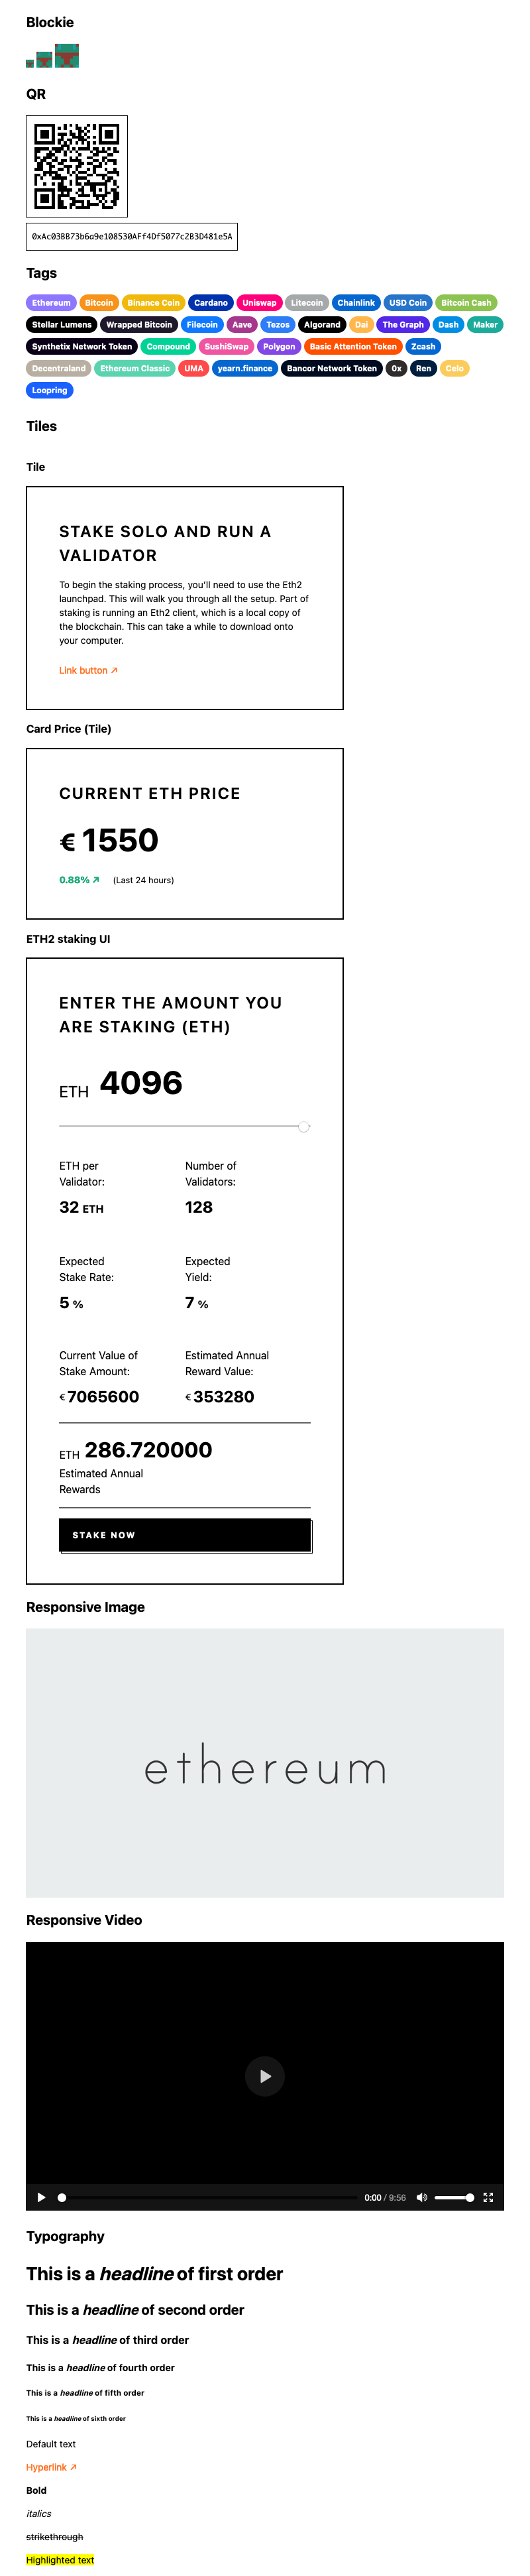 Blockie
QR
0xAc03BB73b6a9e108530AFf4Df5077c2B3D481e5A
Tags
Ethereum Bitcoin Binance Coin Cardano Uniswap Litecoin Chainlink USD Coin Bitcoin Cash
Stellar Lumens Wrapped Bitcoin Filecoin Aave Tezos Algorand Dai The Graph Dash Maker
Synthetix Network Token Compound SushiSwap Polygon Basic Attention Token Zcash
Decentraland Ethereum Classic UMA yearn.finance Bancor Network Token 0x Ren Celo
Loopring
Tiles
Tile
STAKE SOLO AND RUN A
VALIDATOR
To begin the staking process, you'll need to use the Eth2
launchpad. This will walk you through all the setup. Part of
staking is running an Eth2 client, which is a local copy of
the blockchain. This can take a while to download onto
your computer.
Link button ↗
Card Price (Tile)
CURRENT ETH PRICE
€ 1550
0.88% ↗ (Last 24 hours)
ETH2 staking UI
ENTER THE AMOUNT YOU
ARE STAKING (ETH)
ETH 4096
ETH per
Validator:
32 ETH
Number of
Validators:
128
Expected
Stake Rate:
5 %
Expected
Yield:
7 %
Current Value of
Stake Amount:
€ 7065600
Estimated Annual
Reward Value:
€ 353280
ETH 286.720000
Estimated Annual
Rewards
STAKE NOW
Responsive Image
ethereum
Responsive Video
0:00 / 9:56
Typography
This is a headline of first order
This is a headline of second order
This is a headline of third order
This is a headline of fourth order
This is a headline of fifth order
This is a headline of sixth order
Default text
Hyperlink ↗
Bold
italics
strikethrough
Highlighted text